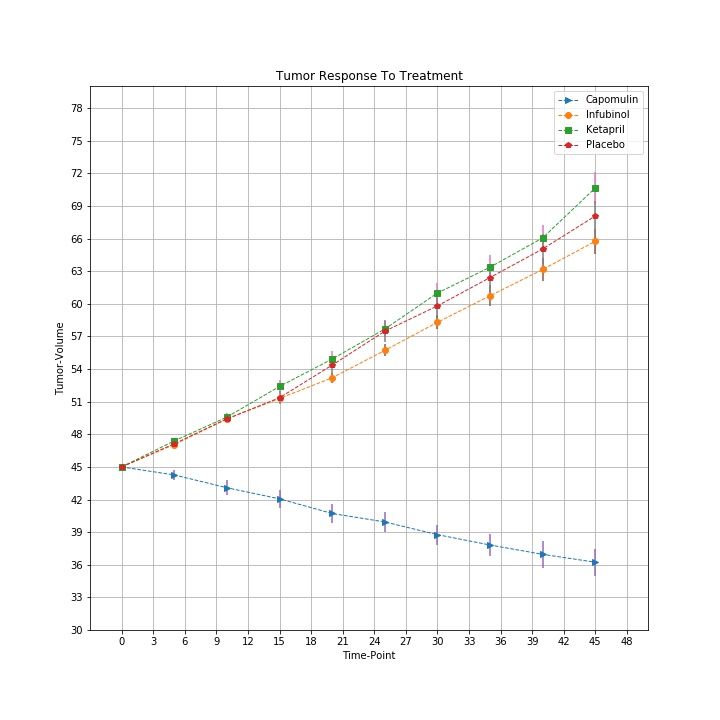 Tumor Response To Treatment
Capomulin
Infubinol
Ketapril
Placebo
78
75
72
69
66
63
60
57
54
51
48
45
42
39
36
33
30
Tumor-Volume
0 3 6 9 12 15 18 21 24 27 30 33 36 39 42 45 48
Time-Point